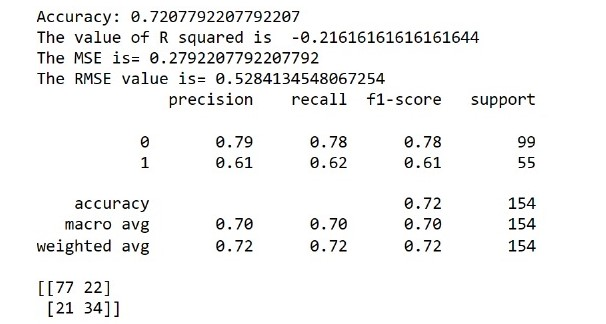 Accuracy: 0.7207792207792207
The value of R squared is  -0.21616161616161644
The MSE is= 0.2792207792207792
The RMSE value is= 0.5284134548067254
              precision    recall  f1-score   support

           0       0.79      0.78      0.78        99
           1       0.61      0.62      0.61        55

    accuracy                           0.72       154
   macro avg       0.70      0.70      0.70       154
weighted avg       0.72      0.72      0.72       154

[[77 22]
 [21 34]]